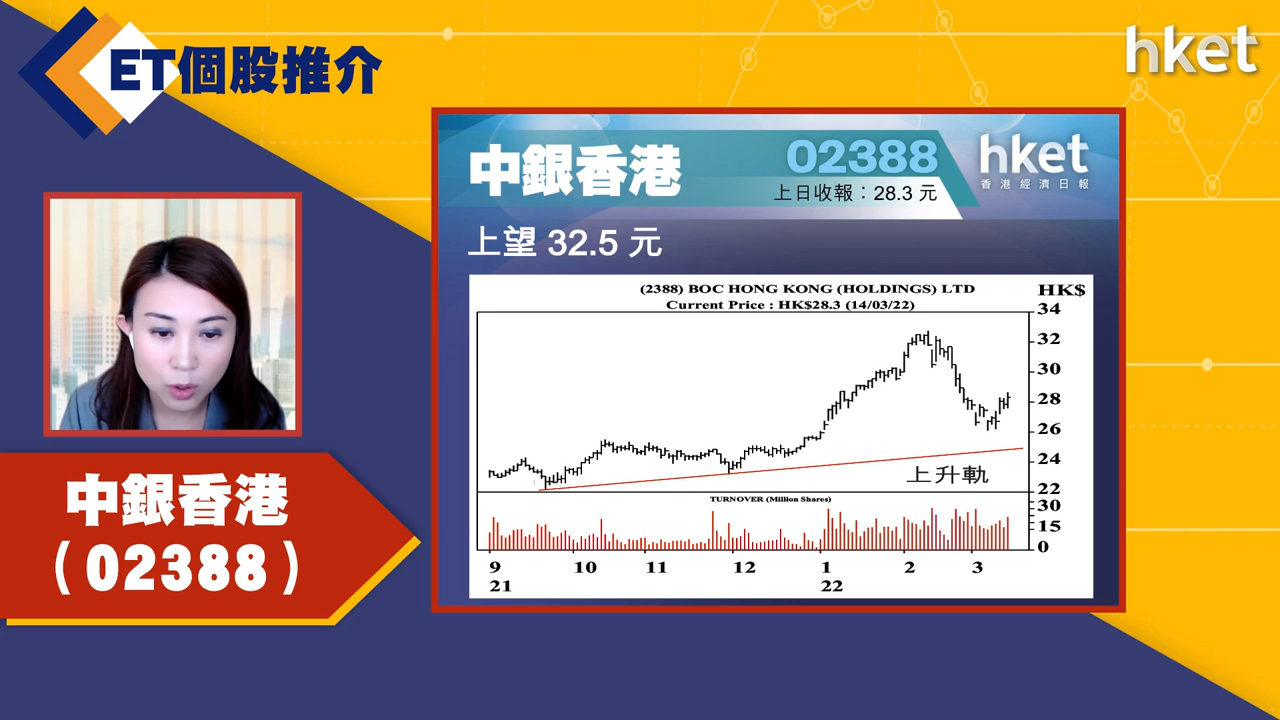 ET個股推介
hket
中銀香港
02388
hket
香港經濟日報
上日收報：28.3 元
上望 32.5 元
(2388) BOC HONG KONG (HOLDINGS) LTD
HK$
Current Price : HK$28.3 (14/03/22)
34
32
30
28
26
24
22
上升軌
TURNOVER (Million Shares)
30
15
0
9 10 11 12 1 2 3
21 22
中銀香港
（02388）